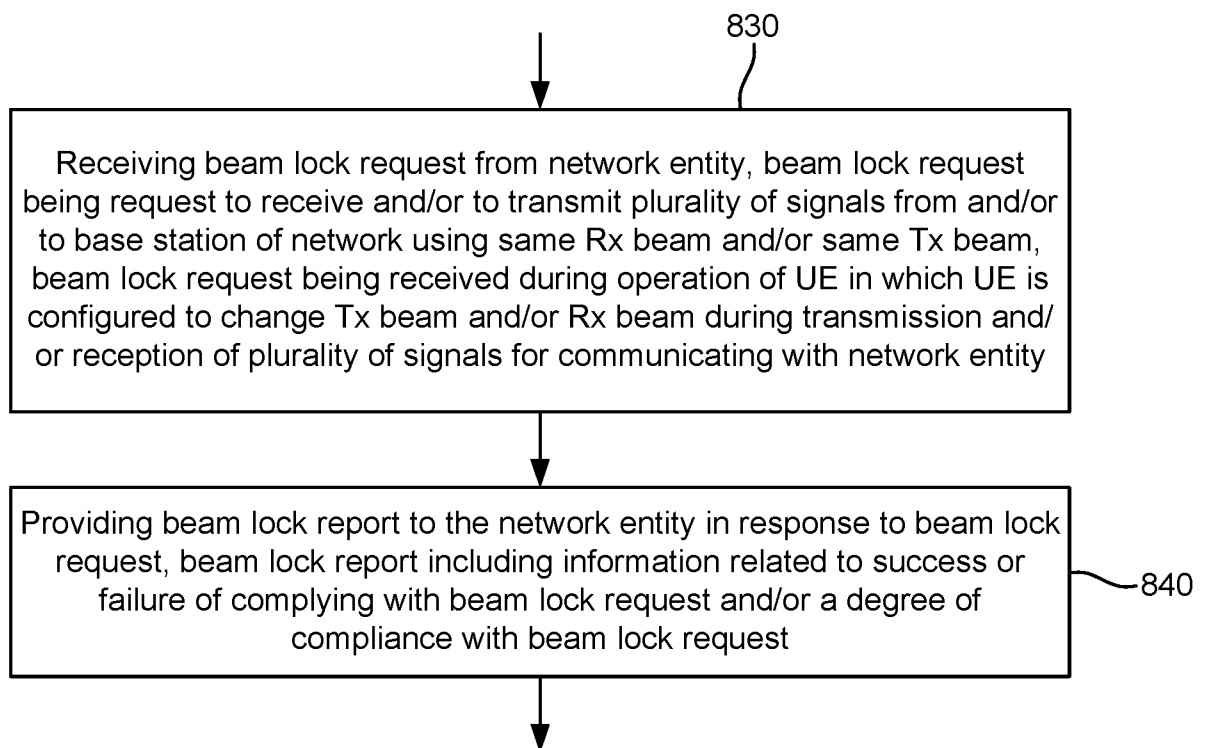 830
Receiving beam lock request from network entity, beam lock request
being request to receive and/or to transmit plurality of signals from and/or
to base station of network using same Rx beam and/or same Tx beam,
beam lock request being received during operation of UE in which UE is
configured to change Tx beam and/or Rx beam during transmission and/
or reception of plurality of signals for communicating with network entity
Providing beam lock report to the network entity in response to beam lock
request, beam lock report including information related to success or
failure of complying with beam lock request and/or a degree of
compliance with beam lock request
840